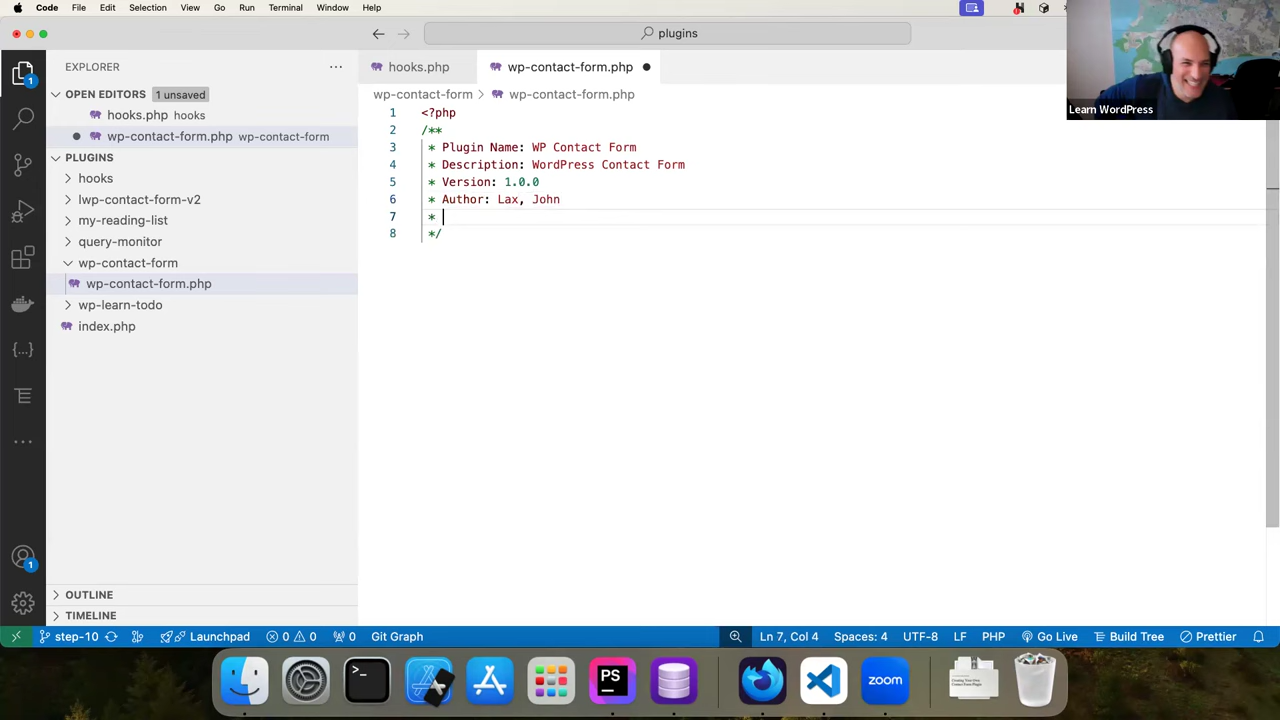 Code File Edit Selection View Go Run Terminal Window Help
plugins
EXPLORER
hooks.php
wp-contact-form.php
OPEN EDITORS 1 unsaved
wp-contact-form > wp-contact-form.php
hooks.php hooks
wp-contact-form.php wp-contact-form
PLUGINS
hooks
lwp-contact-form-v2
my-reading-list
query-monitor
wp-contact-form
wp-contact-form.php
wp-learn-todo
index.php
OUTLINE
TIMELINE
1 <?php
2 /**
3 * Plugin Name: WP Contact Form
4 * Description: WordPress Contact Form
5 * Version: 1.0.0
6 * Author: Lax, John
7 *
8 */
Learn WordPress
1
1
step-10 Launchpad 0 0 0 Git Graph Ln 7, Col 4 Spaces: 4 UTF-8 LF PHP Go Live Build Tree Prettier
>_
PS
zoom